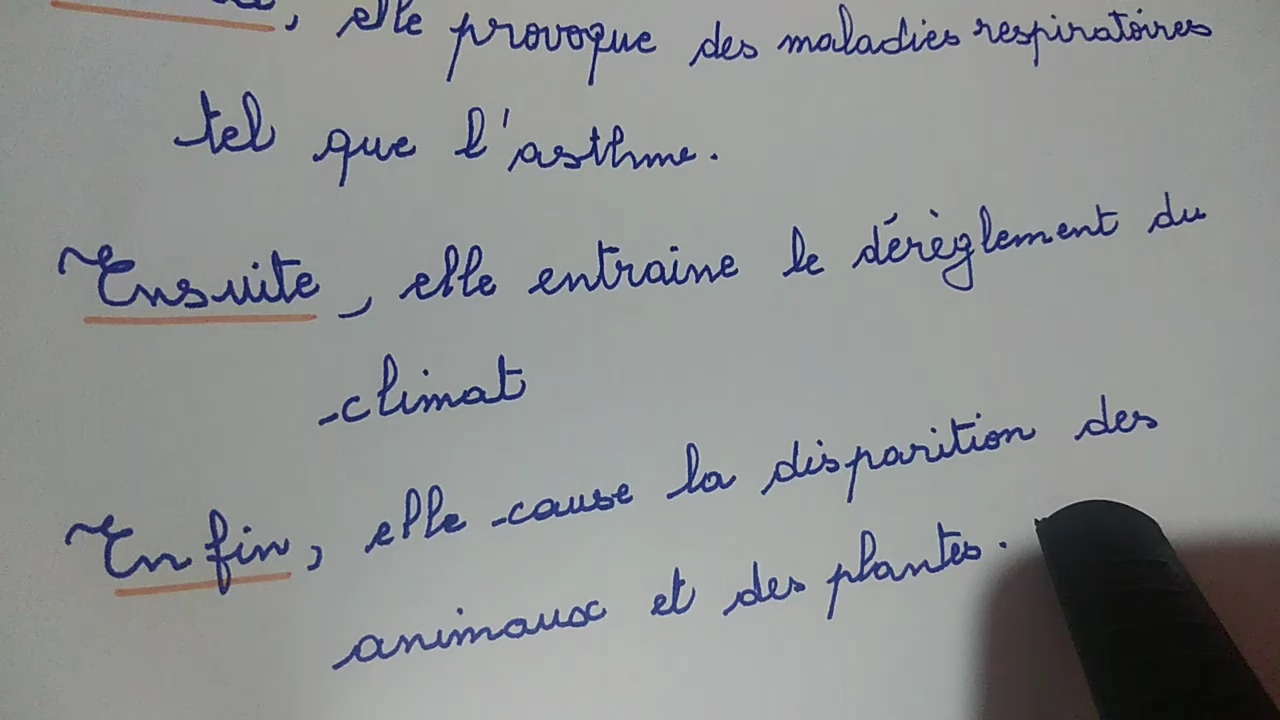 , elle provoque des maladies respiratoires
tel que l'asthme.
Ensuite, elle entraine le dérèglement du
climat
Enfin, elle cause la disparition des
animaux et des plantes.